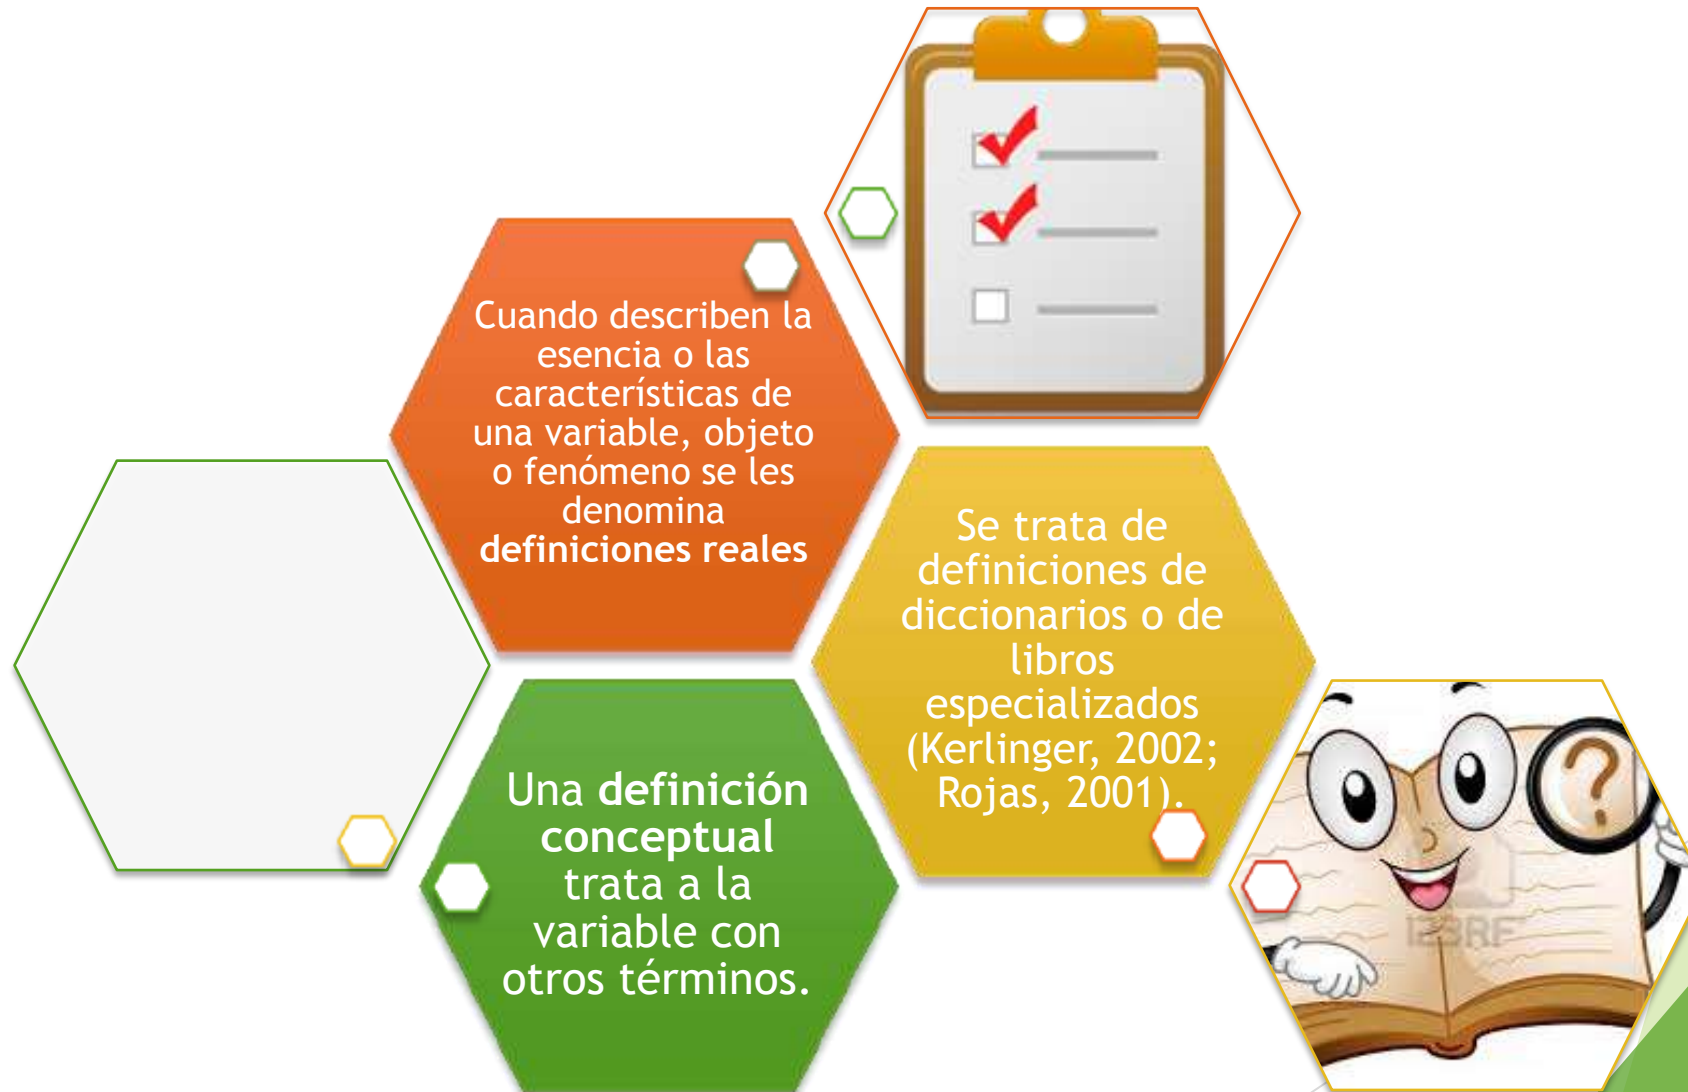 Cuando describen la
esencia o las
características de
una variable, objeto
o fenómeno se les
denomina
definiciones reales
Se trata de
definiciones de
diccionarios o de
libros
especializados
(Kerlinger, 2002;
Rojas, 2001).
Una definición
conceptual
trata a la
variable con
otros términos.
?
123RF